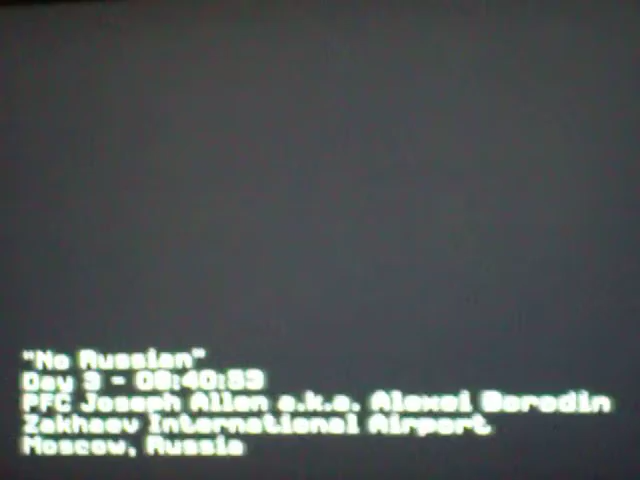 "No Russian"
Day 3 - 08:40:53
PFC Joseph Allen a.k.a. Alexei Borodin
Zakhaev International Airport
Moscow, Russia